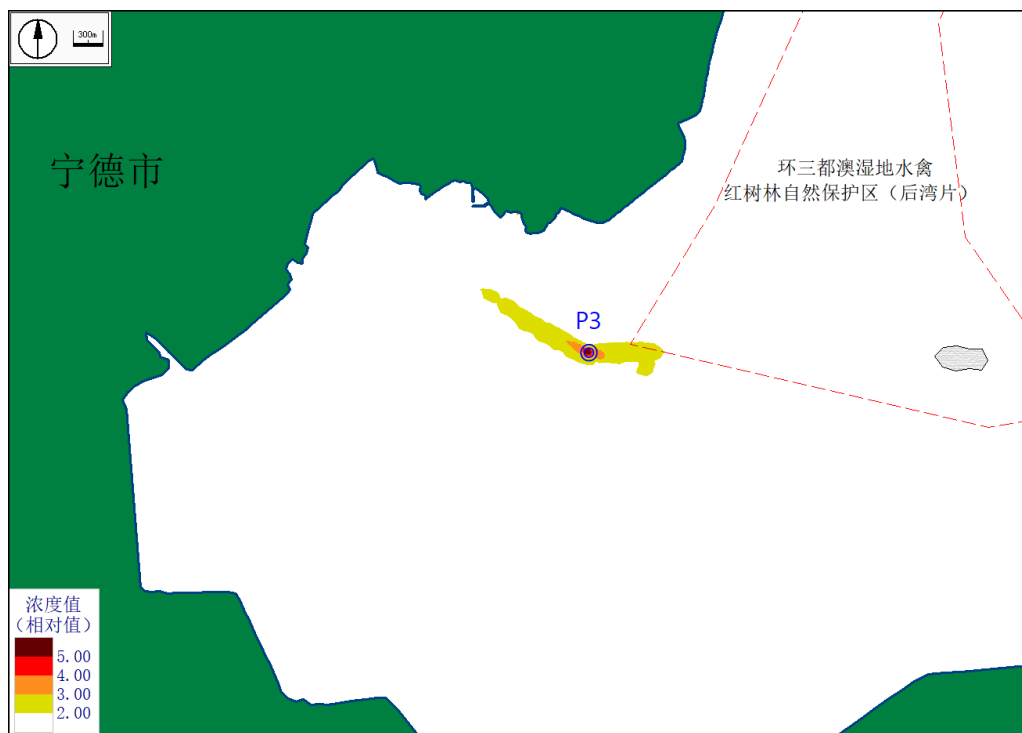 300m
宁德市
环三都澳湿地水禽
红树林自然保护区（后湾片）
P3
浓度值
（相对值）
5.00
4.00
3.00
2.00